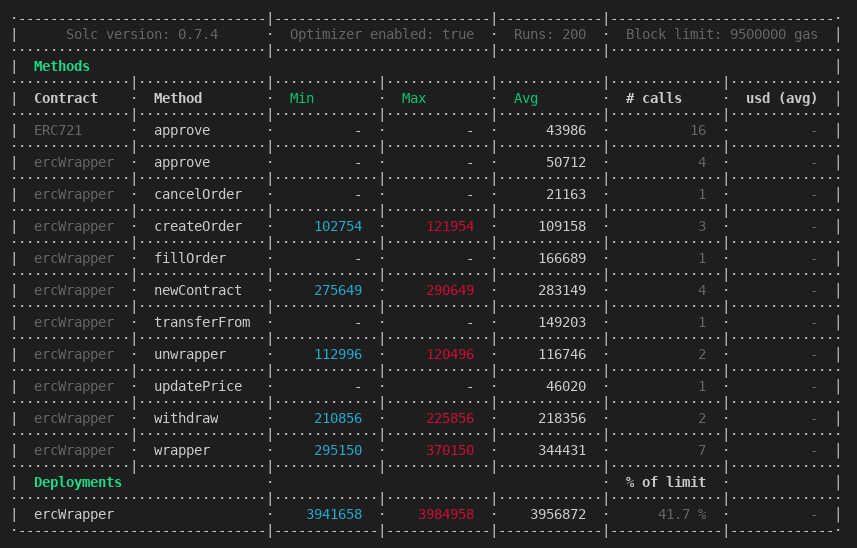 Solc version: 0.7.4 · Optimizer enabled: true · Runs: 200 · Block limit: 9500000 gas
Methods
Contract · Method · Min · Max · Avg · # calls · usd (avg)
ERC721 · approve · - · - · 43986 · 16 · -
ercWrapper · approve · - · - · 50712 · 4 · -
ercWrapper · cancelOrder · - · - · 21163 · 1 · -
ercWrapper · createOrder · 102754 · 121954 · 109158 · 3 · -
ercWrapper · fillOrder · - · - · 166689 · 1 · -
ercWrapper · newContract · 275649 · 290649 · 283149 · 4 · -
ercWrapper · transferFrom · - · - · 149203 · 1 · -
ercWrapper · unwrapper · 112996 · 120496 · 116746 · 2 · -
ercWrapper · updatePrice · - · - · 46020 · 1 · -
ercWrapper · withdraw · 210856 · 225856 · 218356 · 2 · -
ercWrapper · wrapper · 295150 · 370150 · 344431 · 7 · -
Deployments · · % of limit ·
ercWrapper · 3941658 · 3984958 · 3956872 · 41.7 % · -